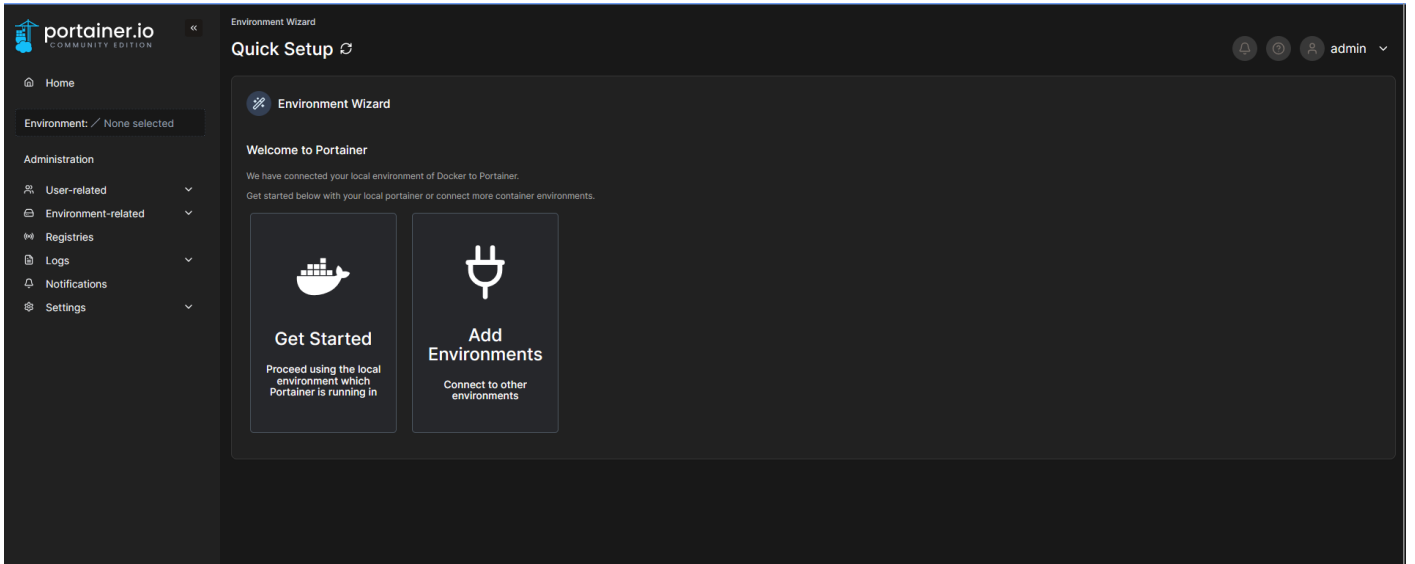 portainer.io
COMMUNITY EDITION
«
Home
Environment: None selected
Administration
User-related
Environment-related
Registries
Logs
Notifications
Settings
Environment Wizard
Quick Setup
admin
Environment Wizard
Welcome to Portainer
We have connected your local environment of Docker to Portainer.
Get started below with your local portainer or connect more container environments.
Get Started
Proceed using the local
environment which
Portainer is running in
Add
Environments
Connect to other
environments